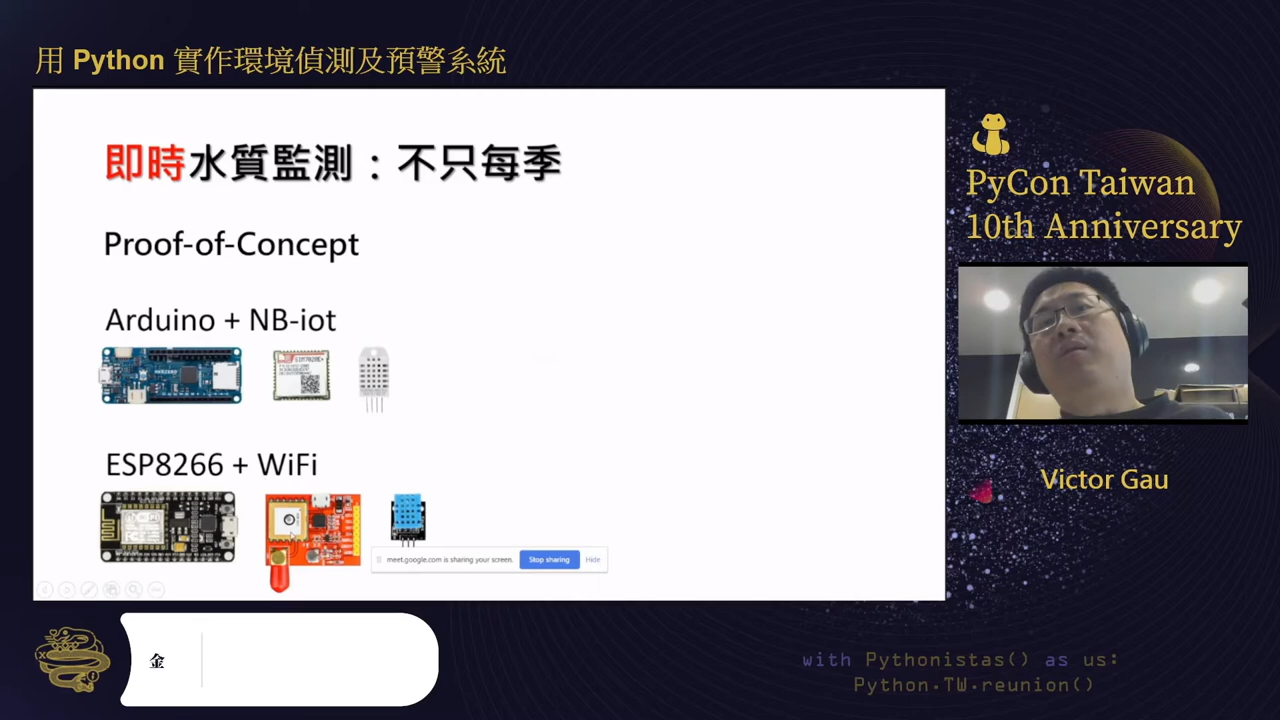 用 Python 實作環境偵測及預警系統
即時水質監測：不只每季
Proof-of-Concept
Arduino + NB-iot
ESP8266 + WiFi
meet.google.com is sharing your screen. Stop sharing Hide
PyCon Taiwan
10th Anniversary
Victor Gau
金
with Pythonistas() as us:
Python.TW.reunion()